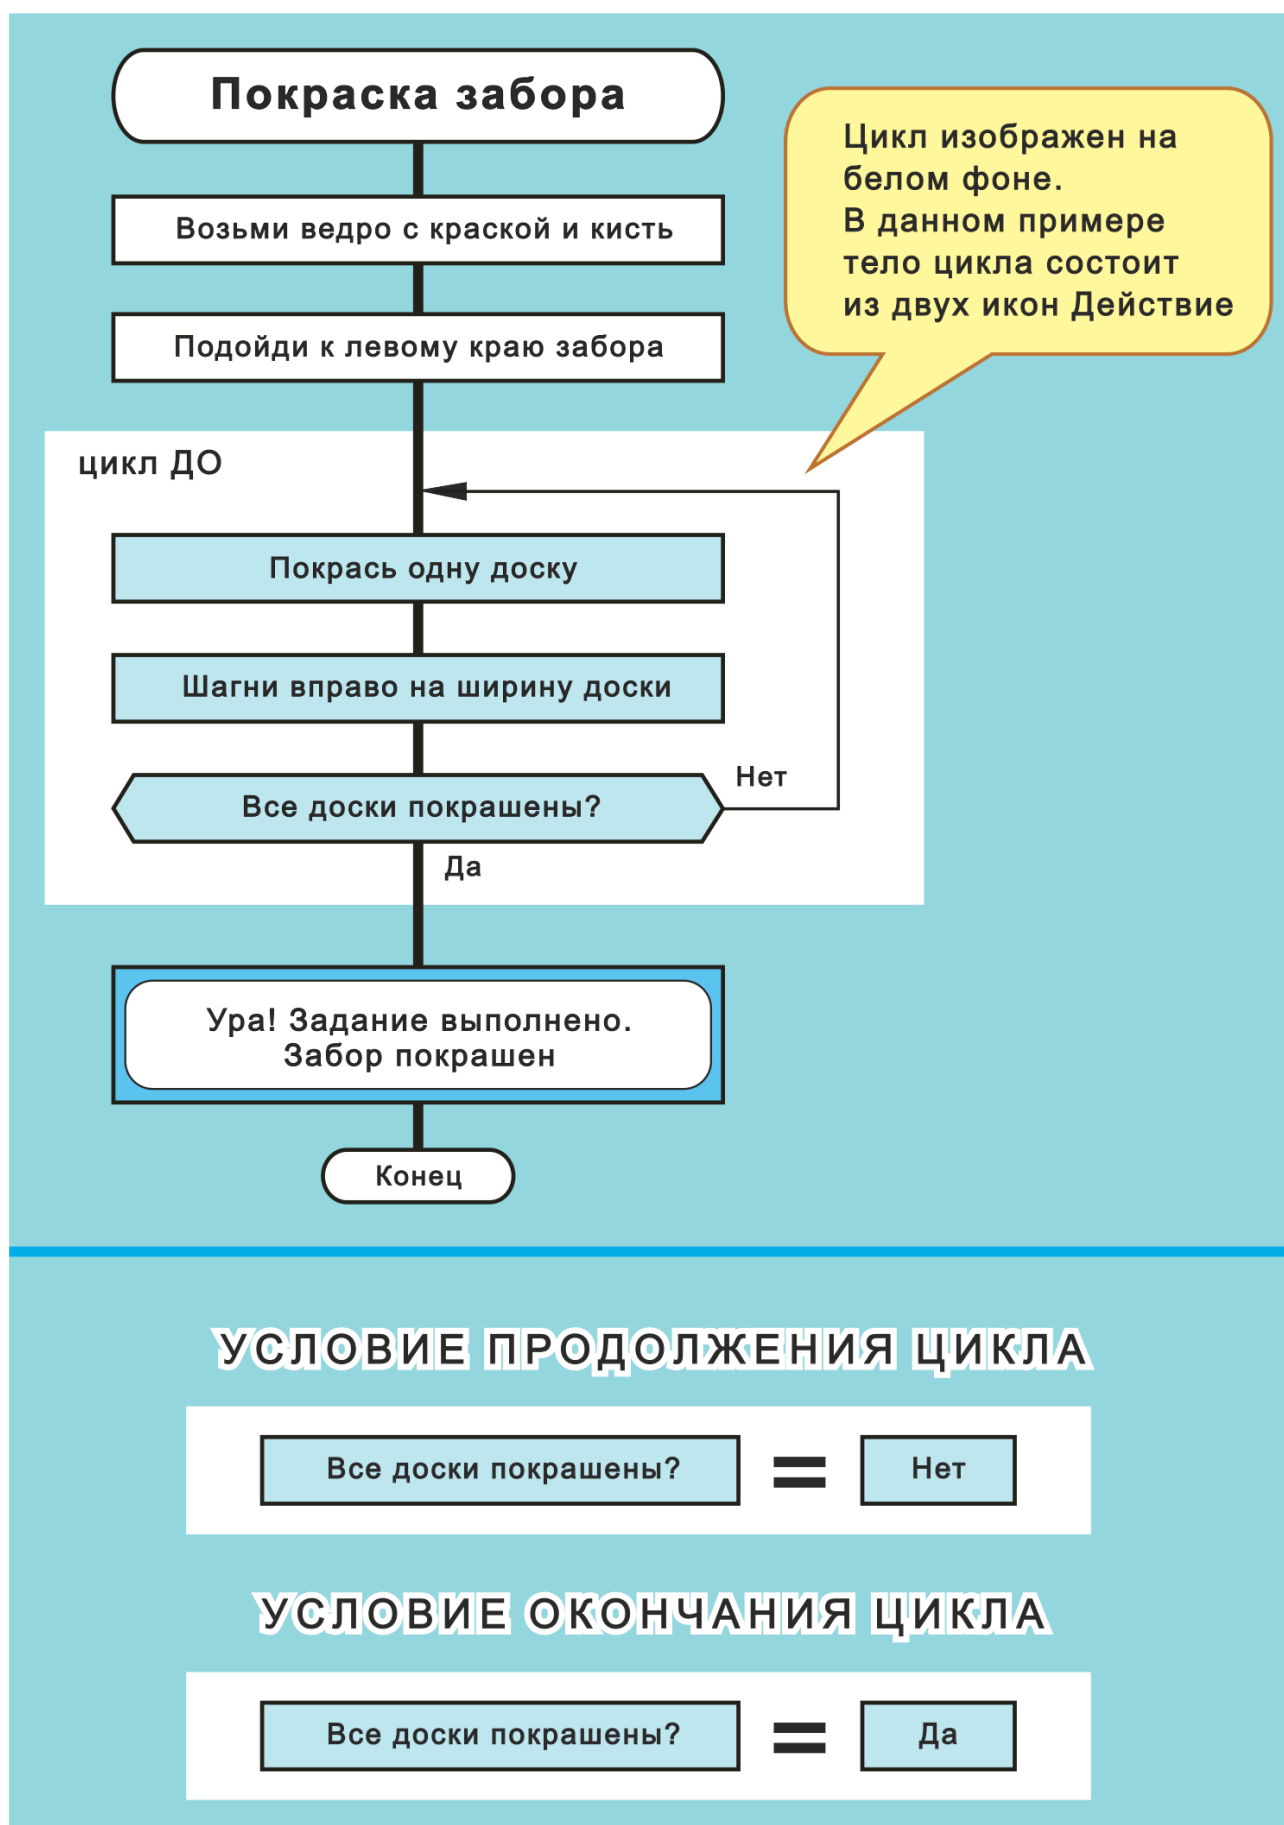 Покраска забора
Возьми ведро с краской и кисть
Подойди к левому краю забора
Цикл изображен на
белом фоне.
В данном примере
тело цикла состоит
из двух икон Действие
цикл ДО
Покрась одну доску
Шагни вправо на ширину доски
Все доски покрашены?
Нет
Да
Ура! Задание выполнено.
Забор покрашен
Конец
УСЛОВИЕ ПРОДОЛЖЕНИЯ ЦИКЛА
Все доски покрашены? = Нет
УСЛОВИЕ ОКОНЧАНИЯ ЦИКЛА
Все доски покрашены? = Да